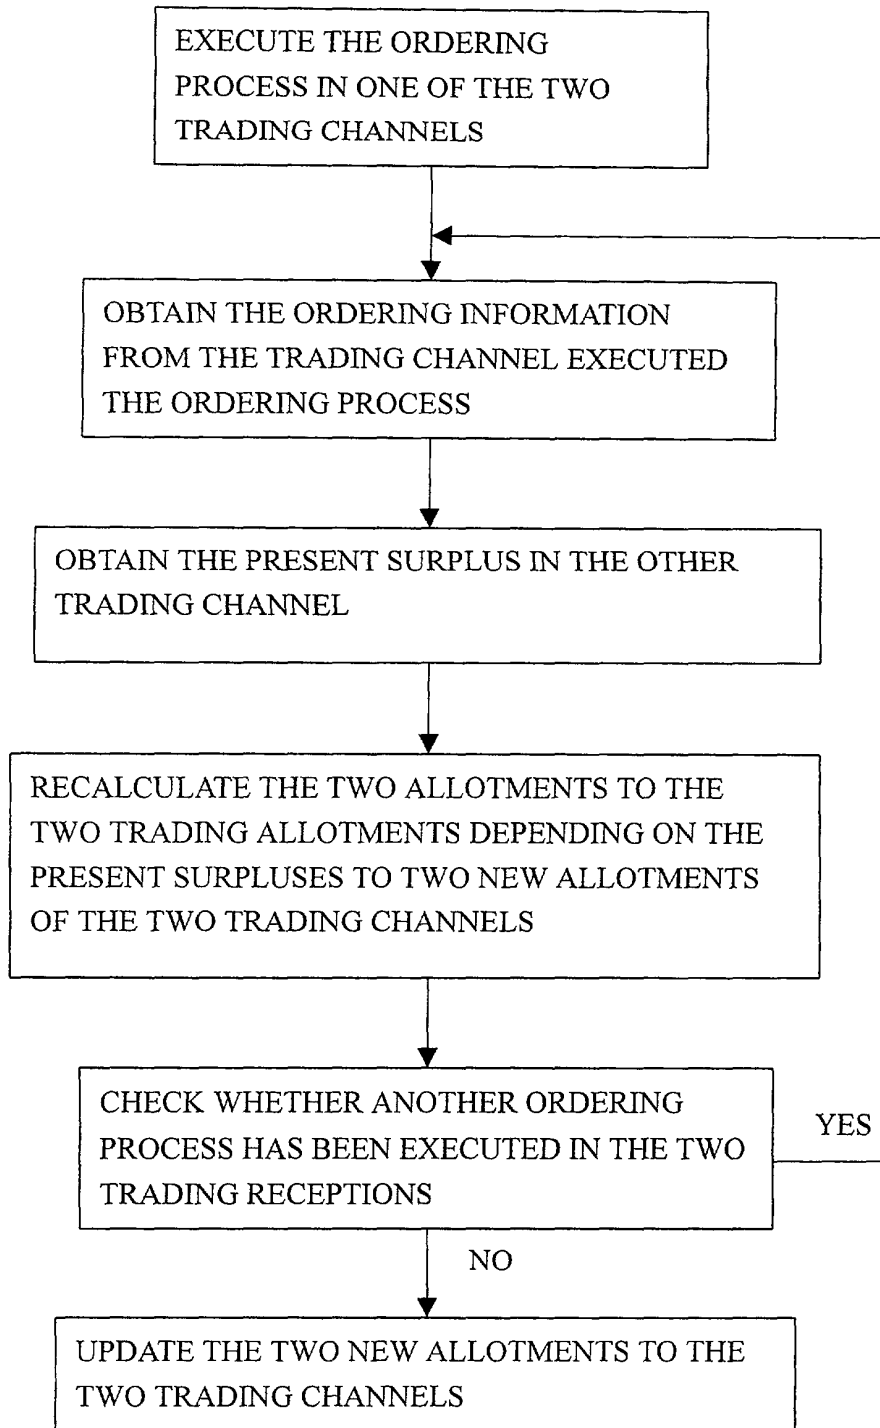 EXECUTE THE ORDERING
PROCESS IN ONE OF THE TWO
TRADING CHANNELS
OBTAIN THE ORDERING INFORMATION
FROM THE TRADING CHANNEL EXECUTED
THE ORDERING PROCESS
OBTAIN THE PRESENT SURPLUS IN THE OTHER
TRADING CHANNEL
RECALCULATE THE TWO ALLOTMENTS TO THE
TWO TRADING ALLOTMENTS DEPENDING ON THE
PRESENT SURPLUSES TO TWO NEW ALLOTMENTS
OF THE TWO TRADING CHANNELS
CHECK WHETHER ANOTHER ORDERING
PROCESS HAS BEEN EXECUTED IN THE TWO
TRADING RECEPTIONS
YES
NO
UPDATE THE TWO NEW ALLOTMENTS TO THE
TWO TRADING CHANNELS